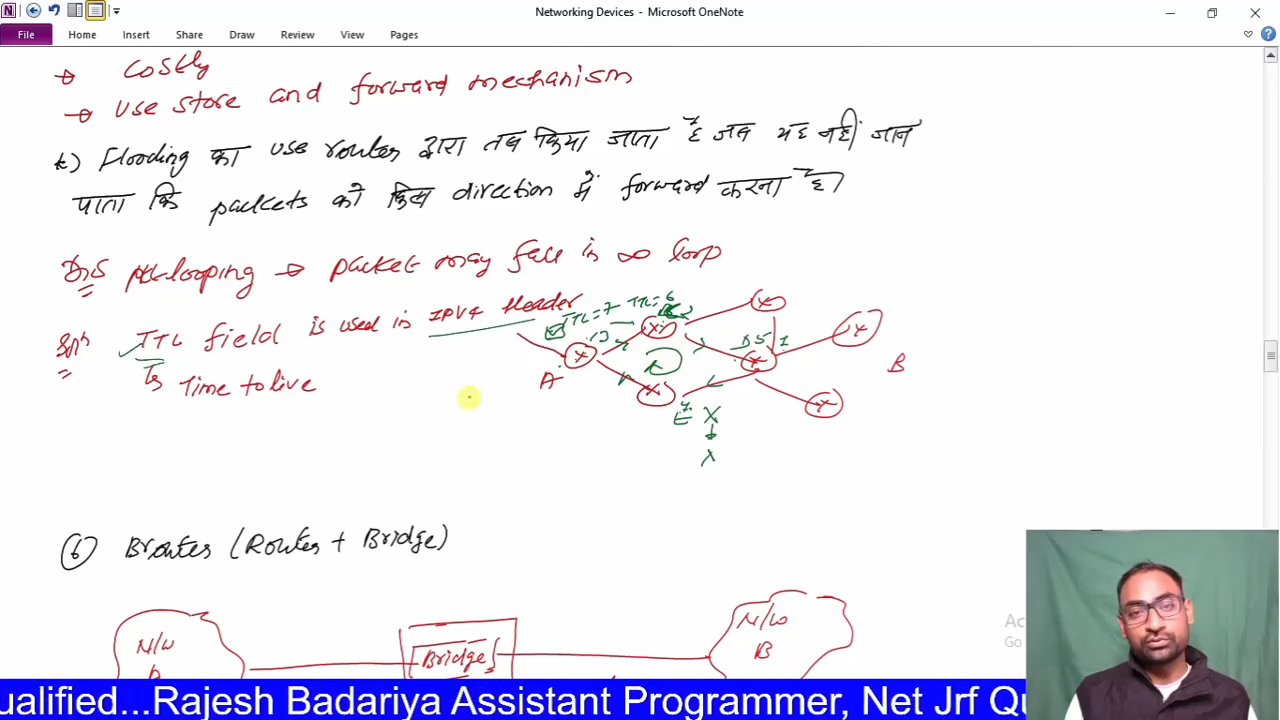 Networking Devices - Microsoft OneNote
File Home Insert Share Draw Review View Pages
→ Costly
→ use store and forward mechanism
*) Flooding का use router द्वारा तब किया जाता है जब यह नहीं जान
पाता कि packets को किस direction में forward करना है।
Dis → packet may fall in ∞ loop
TTL field is used in IPV4 Header
↳ Time to live
TTL=7 TTL=6
A
B
⑥ Brouter (Router + Bridge)
N/W
Bridge
N/W
B
ualified...Rajesh Badariya Assistant Programmer, Net Jrf Qu